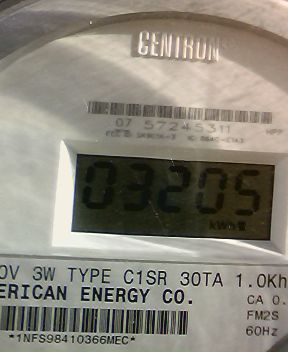 CENTRON
07 57245311
03205
kWh
0V 3W TYPE C1SR 30TA 1.0Kh
ERICAN ENERGY CO.
CA 0.
FM2S
*1NFS98410366MEC*
60Hz